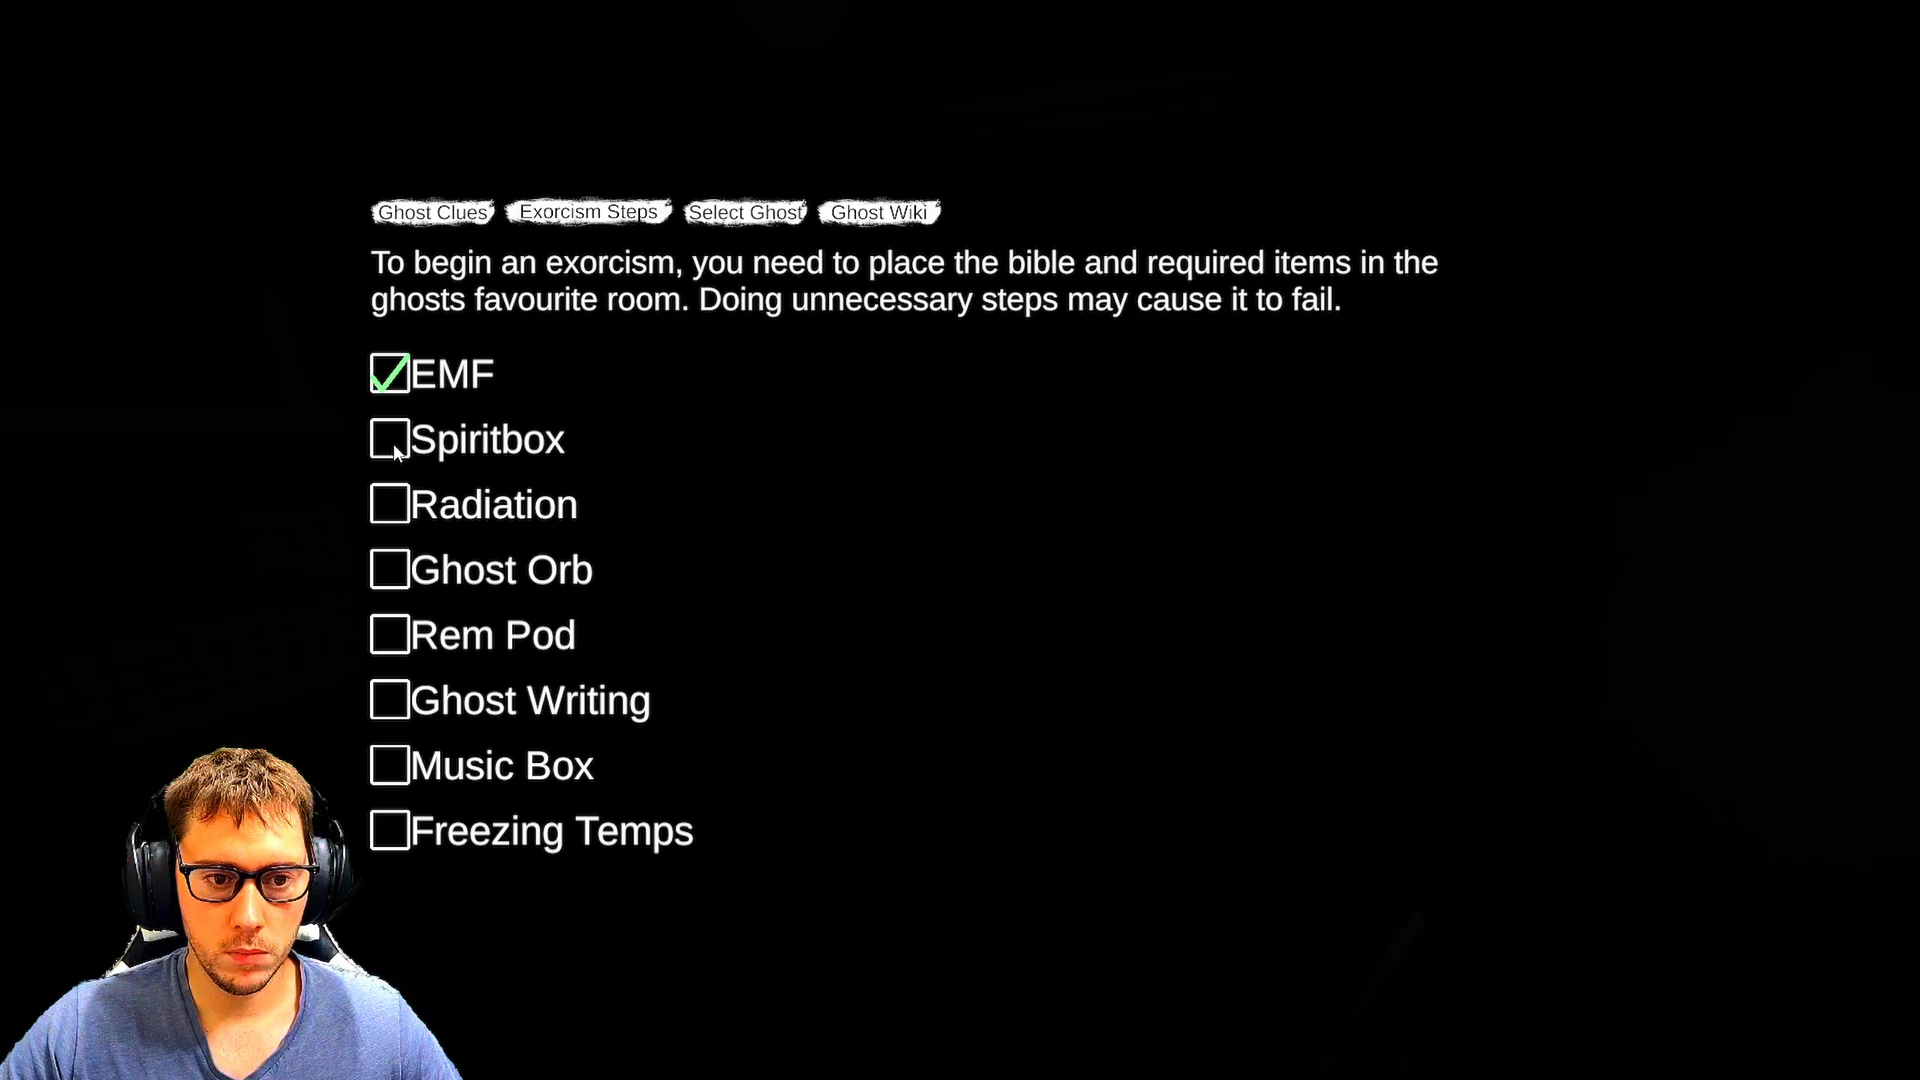 Ghost Clues Exorcism Steps Select Ghost Ghost Wiki
To begin an exorcism, you need to place the bible and required items in the
ghosts favourite room. Doing unnecessary steps may cause it to fail.
EMF
Spiritbox
Radiation
Ghost Orb
Rem Pod
Ghost Writing
Music Box
Freezing Temps